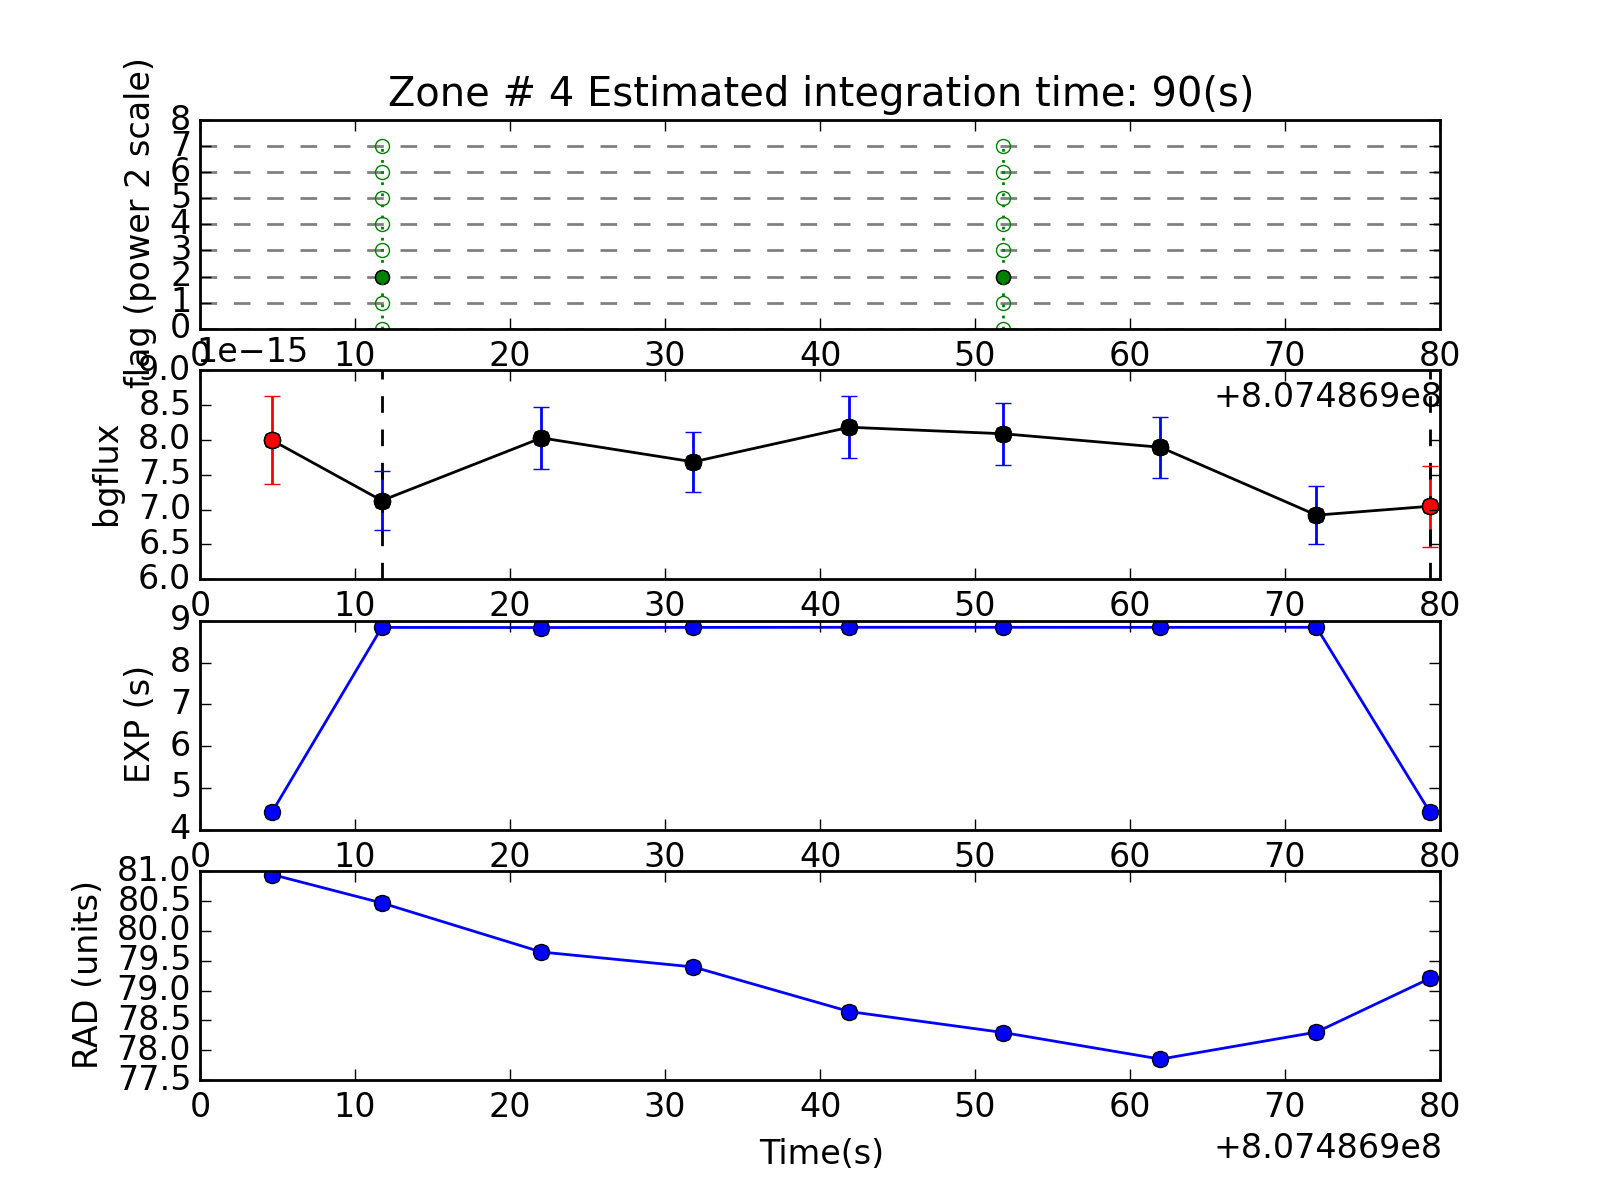 Zone # 4 Estimated integration time: 90(s)
flag (power 2 scale)
8
7
6
5
4
3
2
1
0
0 10 20 30 40 50 60 70 80
1e−15
+8.074869e8
bgflux
9.0
8.5
8.0
7.5
7.0
6.5
6.0
0 10 20 30 40 50 60 70 80
EXP (s)
9
8
7
6
5
4
0 10 20 30 40 50 60 70 80
RAD (units)
81.0
80.5
80.0
79.5
79.0
78.5
78.0
77.5
0 10 20 30 40 50 60 70 80
Time(s)
+8.074869e8